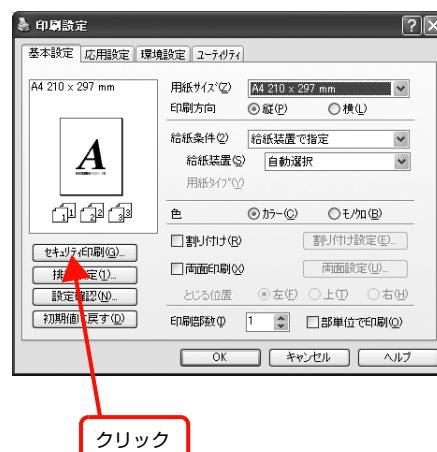 印刷設定
基本設定 応用設定 環境設定 ユーティリティ
A4 210 × 297 mm
用紙サイズ(Z) A4 210 × 297 mm
印刷方向 縦(P) 横(L)
給紙条件(2) 給紙装置で指定
給紙装置(S) 自動選択
用紙タイプ(Y)
A
1 1 2 2 3 3
色 カラー(C) モノクロ(B)
割り付け(R) 割り付け設定(E)...
両面印刷(X) 両面設定(U)...
とじる位置 左(F) 上(T) 右(H)
印刷部数(I) 1 部単位で印刷(O)
セキュリティ印刷(G)...
定(1)...
設定確認(N)...
初期値に戻す(D)
OK キャンセル ヘルプ
クリック